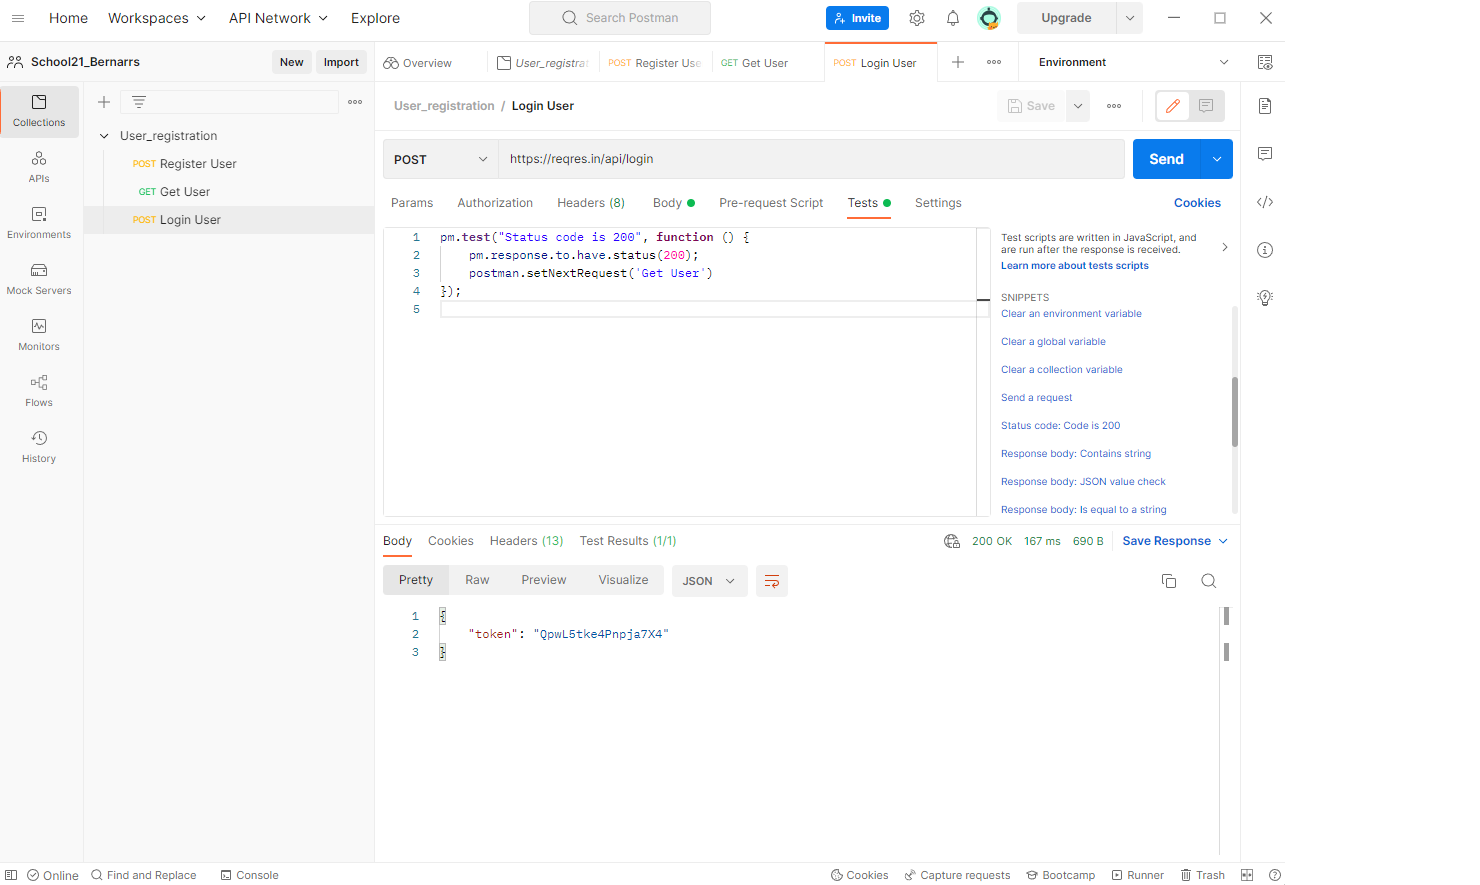 Home Workspaces API Network Explore Search Postman Invite Upgrade
School21_Bernarrs New Import
Overview User_registrat POST Register Use GET Get User POST Login User Environment
Collections
APIs
Environments
Mock Servers
Monitors
Flows
History
User_registration
POST Register User
GET Get User
POST Login User
User_registration / Login User Save
POST https://reqres.in/api/login Send
Params Authorization Headers (8) Body Pre-request Script Tests Settings Cookies
1 pm.test("Status code is 200", function () {
2 pm.response.to.have.status(200);
3 postman.setNextRequest('Get User')
4 });
5
Test scripts are written in JavaScript, and
are run after the response is received.
Learn more about tests scripts
SNIPPETS
Clear an environment variable
Clear a global variable
Clear a collection variable
Send a request
Status code: Code is 200
Response body: Contains string
Response body: JSON value check
Response body: Is equal to a string
Body Cookies Headers (13) Test Results (1/1) 200 OK 167 ms 690 B Save Response
Pretty Raw Preview Visualize JSON
1 {
2 "token": "QpwL5tke4Pnpja7X4"
3 }
Online Find and Replace Console Cookies Capture requests Bootcamp Runner Trash